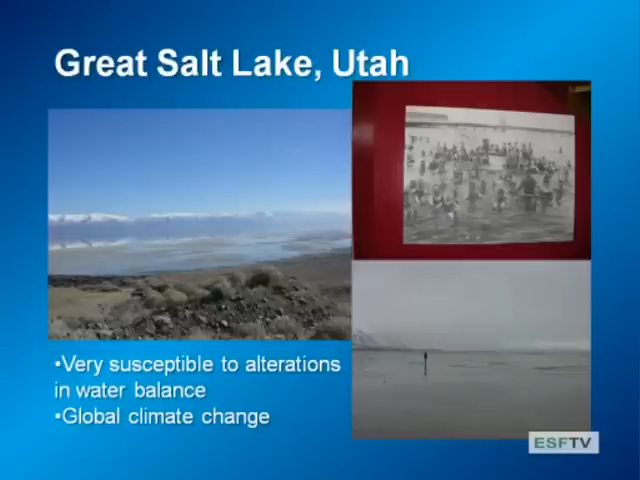 Great Salt Lake, Utah
•Very susceptible to alterations
in water balance
•Global climate change
ESFTV